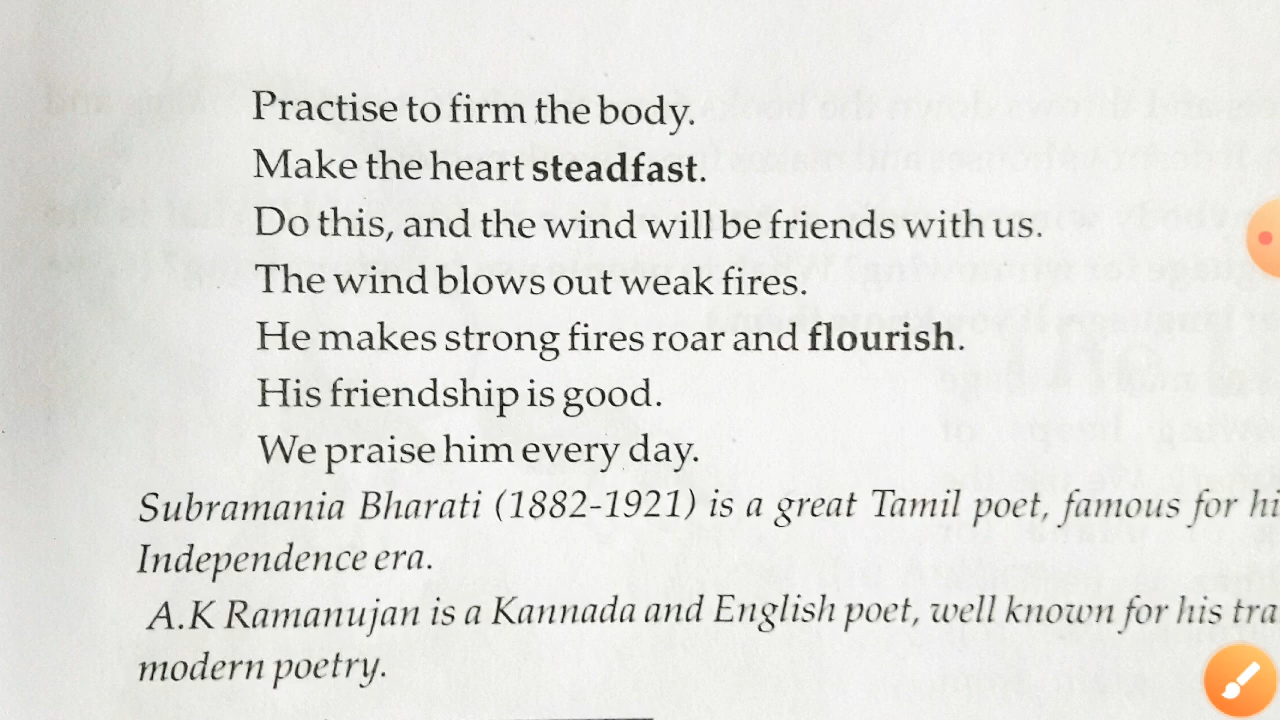 Practise to firm the body.
Make the heart steadfast.
Do this, and the wind will be friends with us.
The wind blows out weak fires.
He makes strong fires roar and flourish.
His friendship is good.
We praise him every day.
Subramania Bharati (1882-1921) is a great Tamil poet, famous for
Independence era.
A.K Ramanujan is a Kannada and English poet, well known for his
modern poetry.